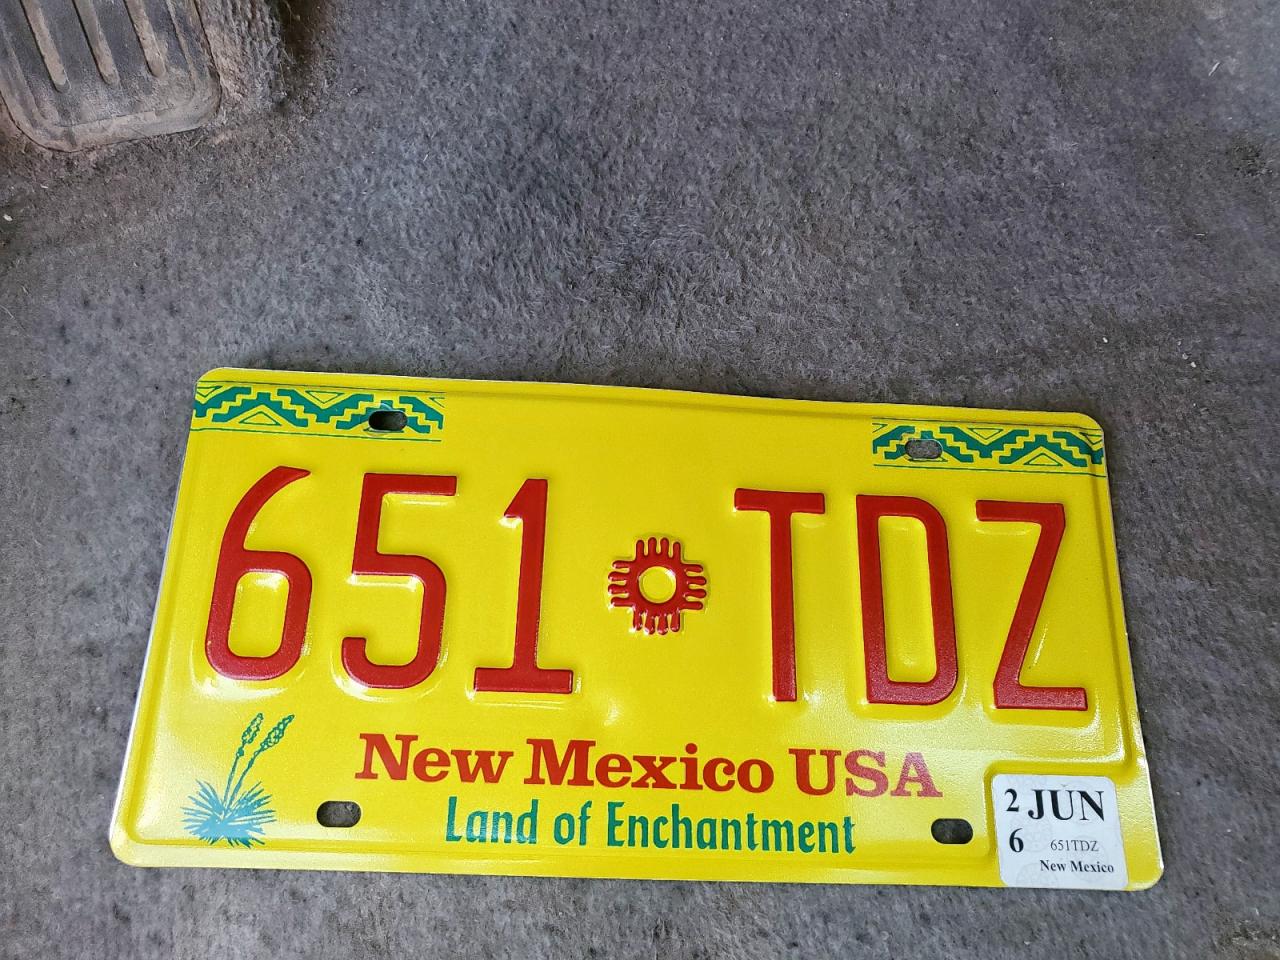 651 TDZ
New Mexico USA
Land of Enchantment
2 JUN
6 651TDZ
New Mexico